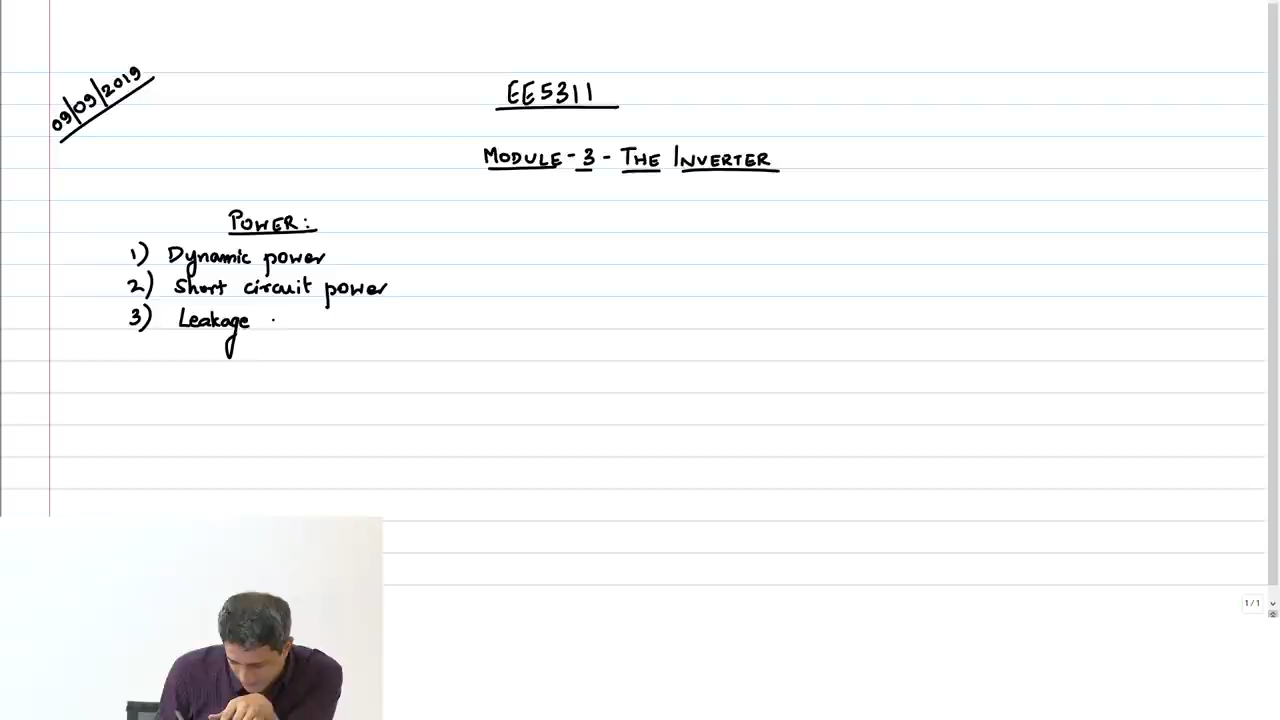 09/09/2019
EE5311
MODULE - 3 - THE INVERTER
POWER:
1) Dynamic power
2) Short circuit power
3) Leakage
1/1